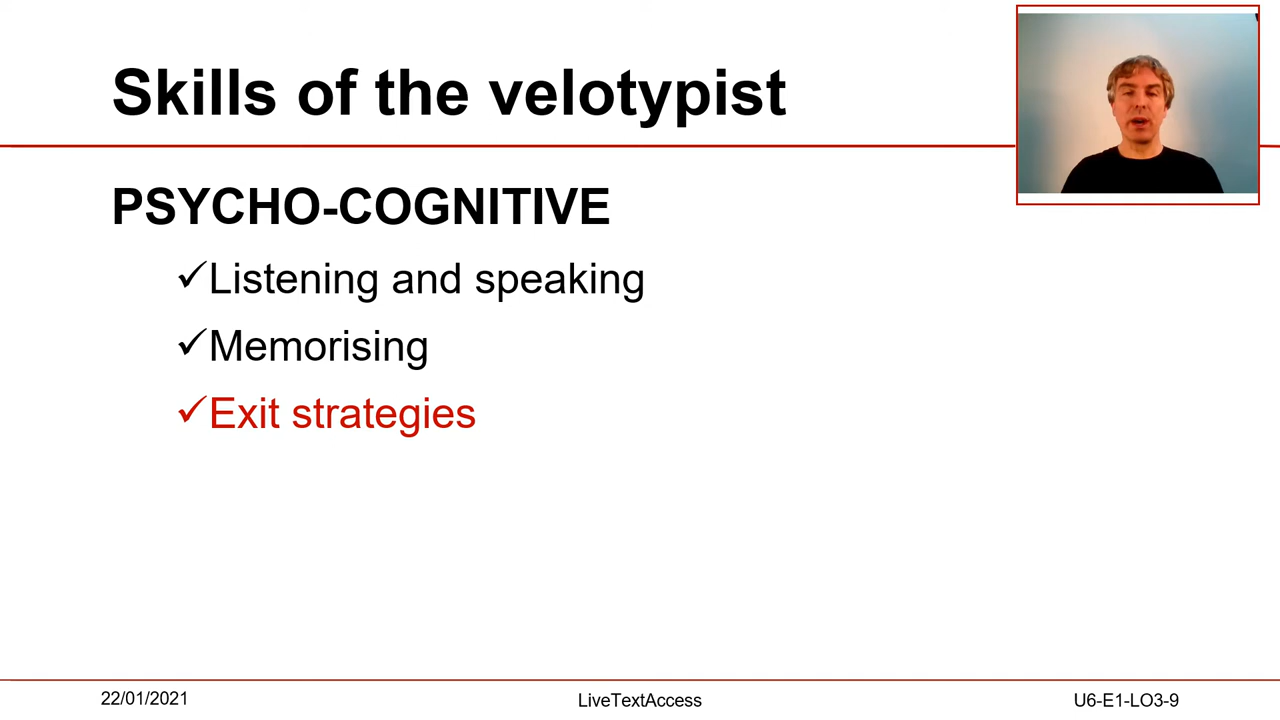 Skills of the velotypist
PSYCHO-COGNITIVE
✓Listening and speaking
✓Memorising
✓Exit strategies
22/01/2021
LiveTextAccess
U6-E1-LO3-9